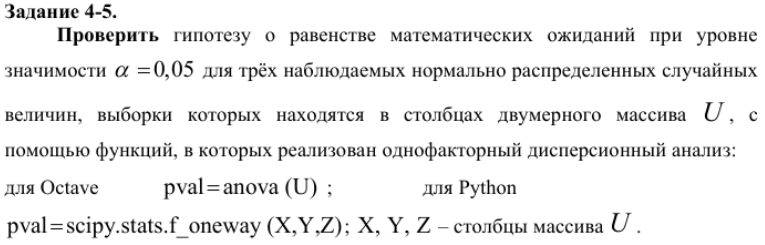 Задание 4-5.
Проверить гипотезу о равенстве математических ожиданий при уровне
значимости α = 0,05 для трёх наблюдаемых нормально распределенных случайных
величин, выборки которых находятся в столбцах двумерного массива U , с
помощью функций, в которых реализован однофакторный дисперсионный анализ:
для Octave pval=anova (U) ; для Python
pval=scipy.stats.f_oneway (X,Y,Z); X, Y, Z – столбцы массива U .